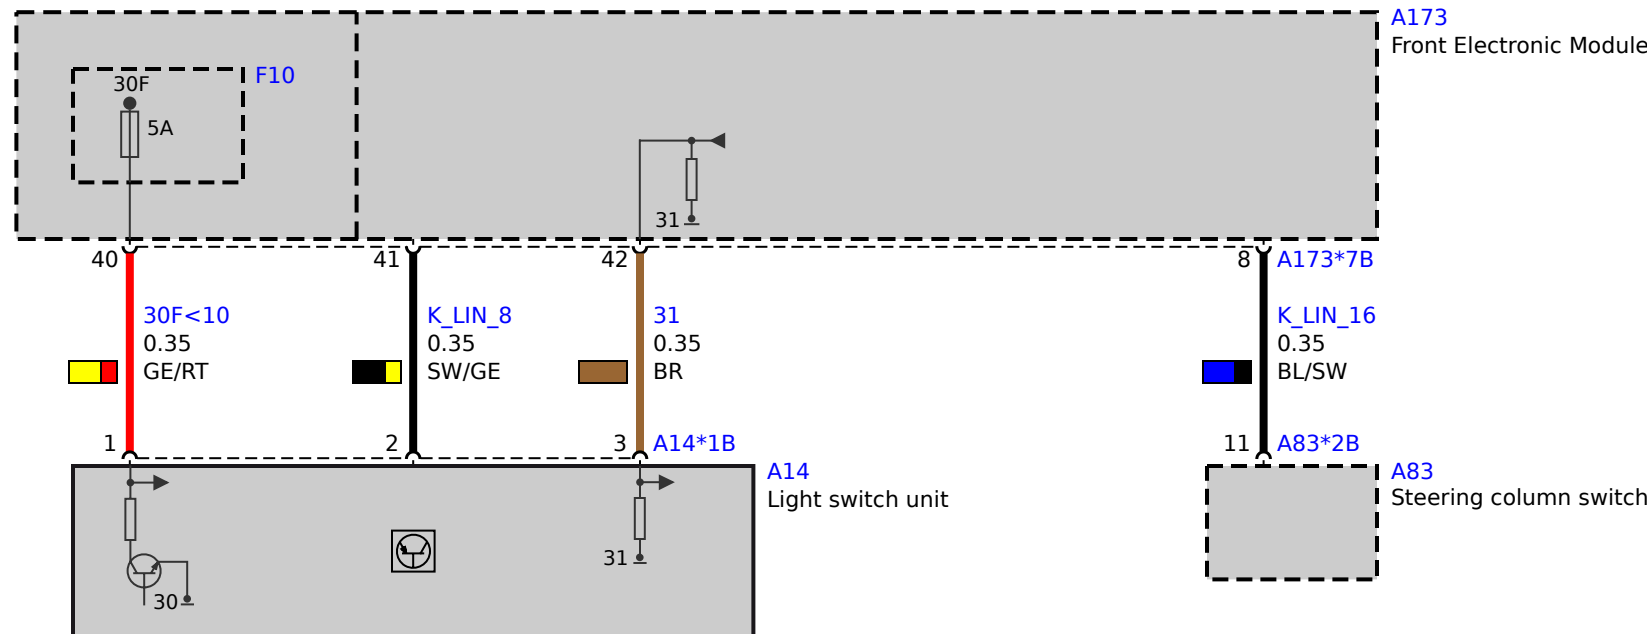 A173
Front Electronic Module
F10
30F
5A
31
40
41
42
8
A173*7B
30F<10
0.35
GE/RT
K_LIN_8
0.35
SW/GE
31
0.35
BR
K_LIN_16
0.35
BL/SW
1
2
3
A14*1B
11
A83*2B
A14
Light switch unit
A83
Steering column switch
31
30